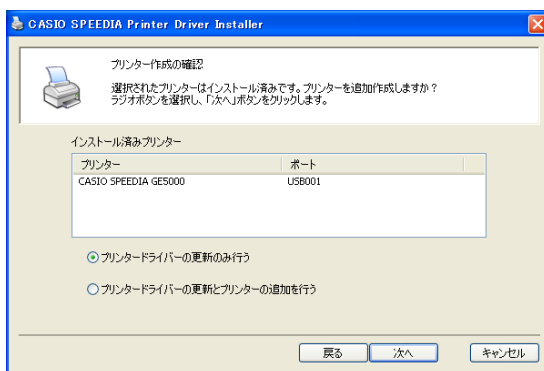 CASIO SPEEDIA Printer Driver Installer
プリンター作成の確認
選択されたプリンターはインストール済みです。プリンターを追加作成しますか？
ラジオボタンを選択し、「次へ」ボタンをクリックします。
インストール済みプリンター
プリンター ポート
CASIO SPEEDIA GE5000 USB001
プリンタードライバーの更新のみ行う
プリンタードライバーの更新とプリンターの追加を行う
戻る 次へ キャンセル